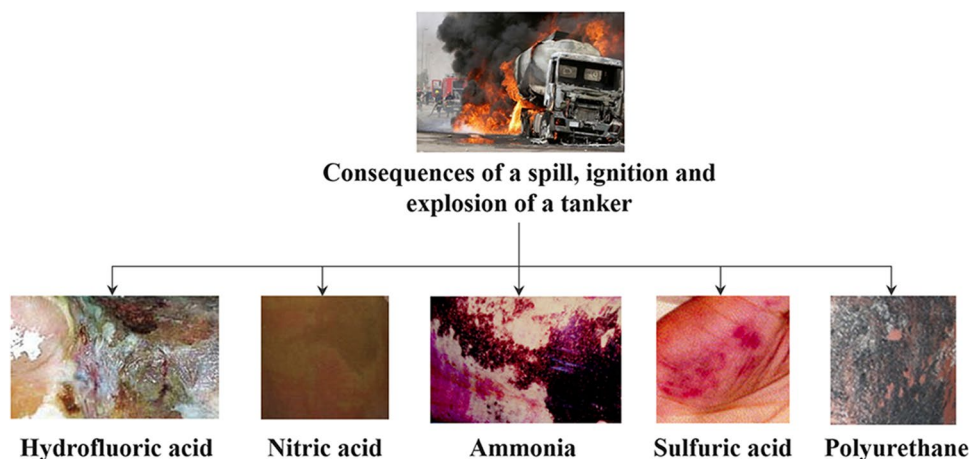 Consequences of a spill, ignition and
explosion of a tanker
Hydrofluoric acid
Nitric acid
Ammonia
Sulfuric acid
Polyurethane